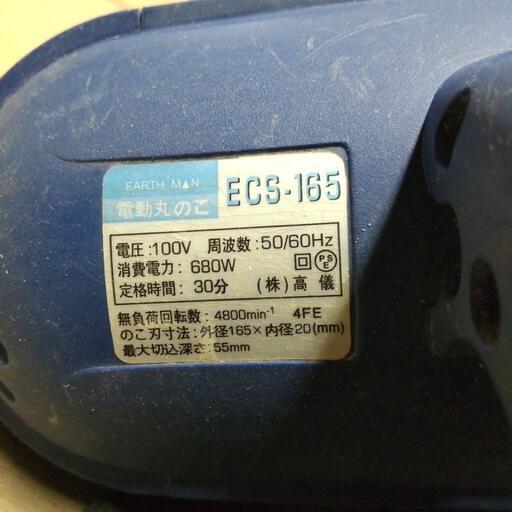 EARTH MAN
電動丸のこ ECS-165
電圧:100V 周波数:50/60Hz
消費電力: 680W PSE
定格時間: 30分 (株)高儀
無負荷回転数: 4800min⁻¹ 4FE
のこ刃寸法:外径165×内径20(mm)
最大切込深さ:55mm